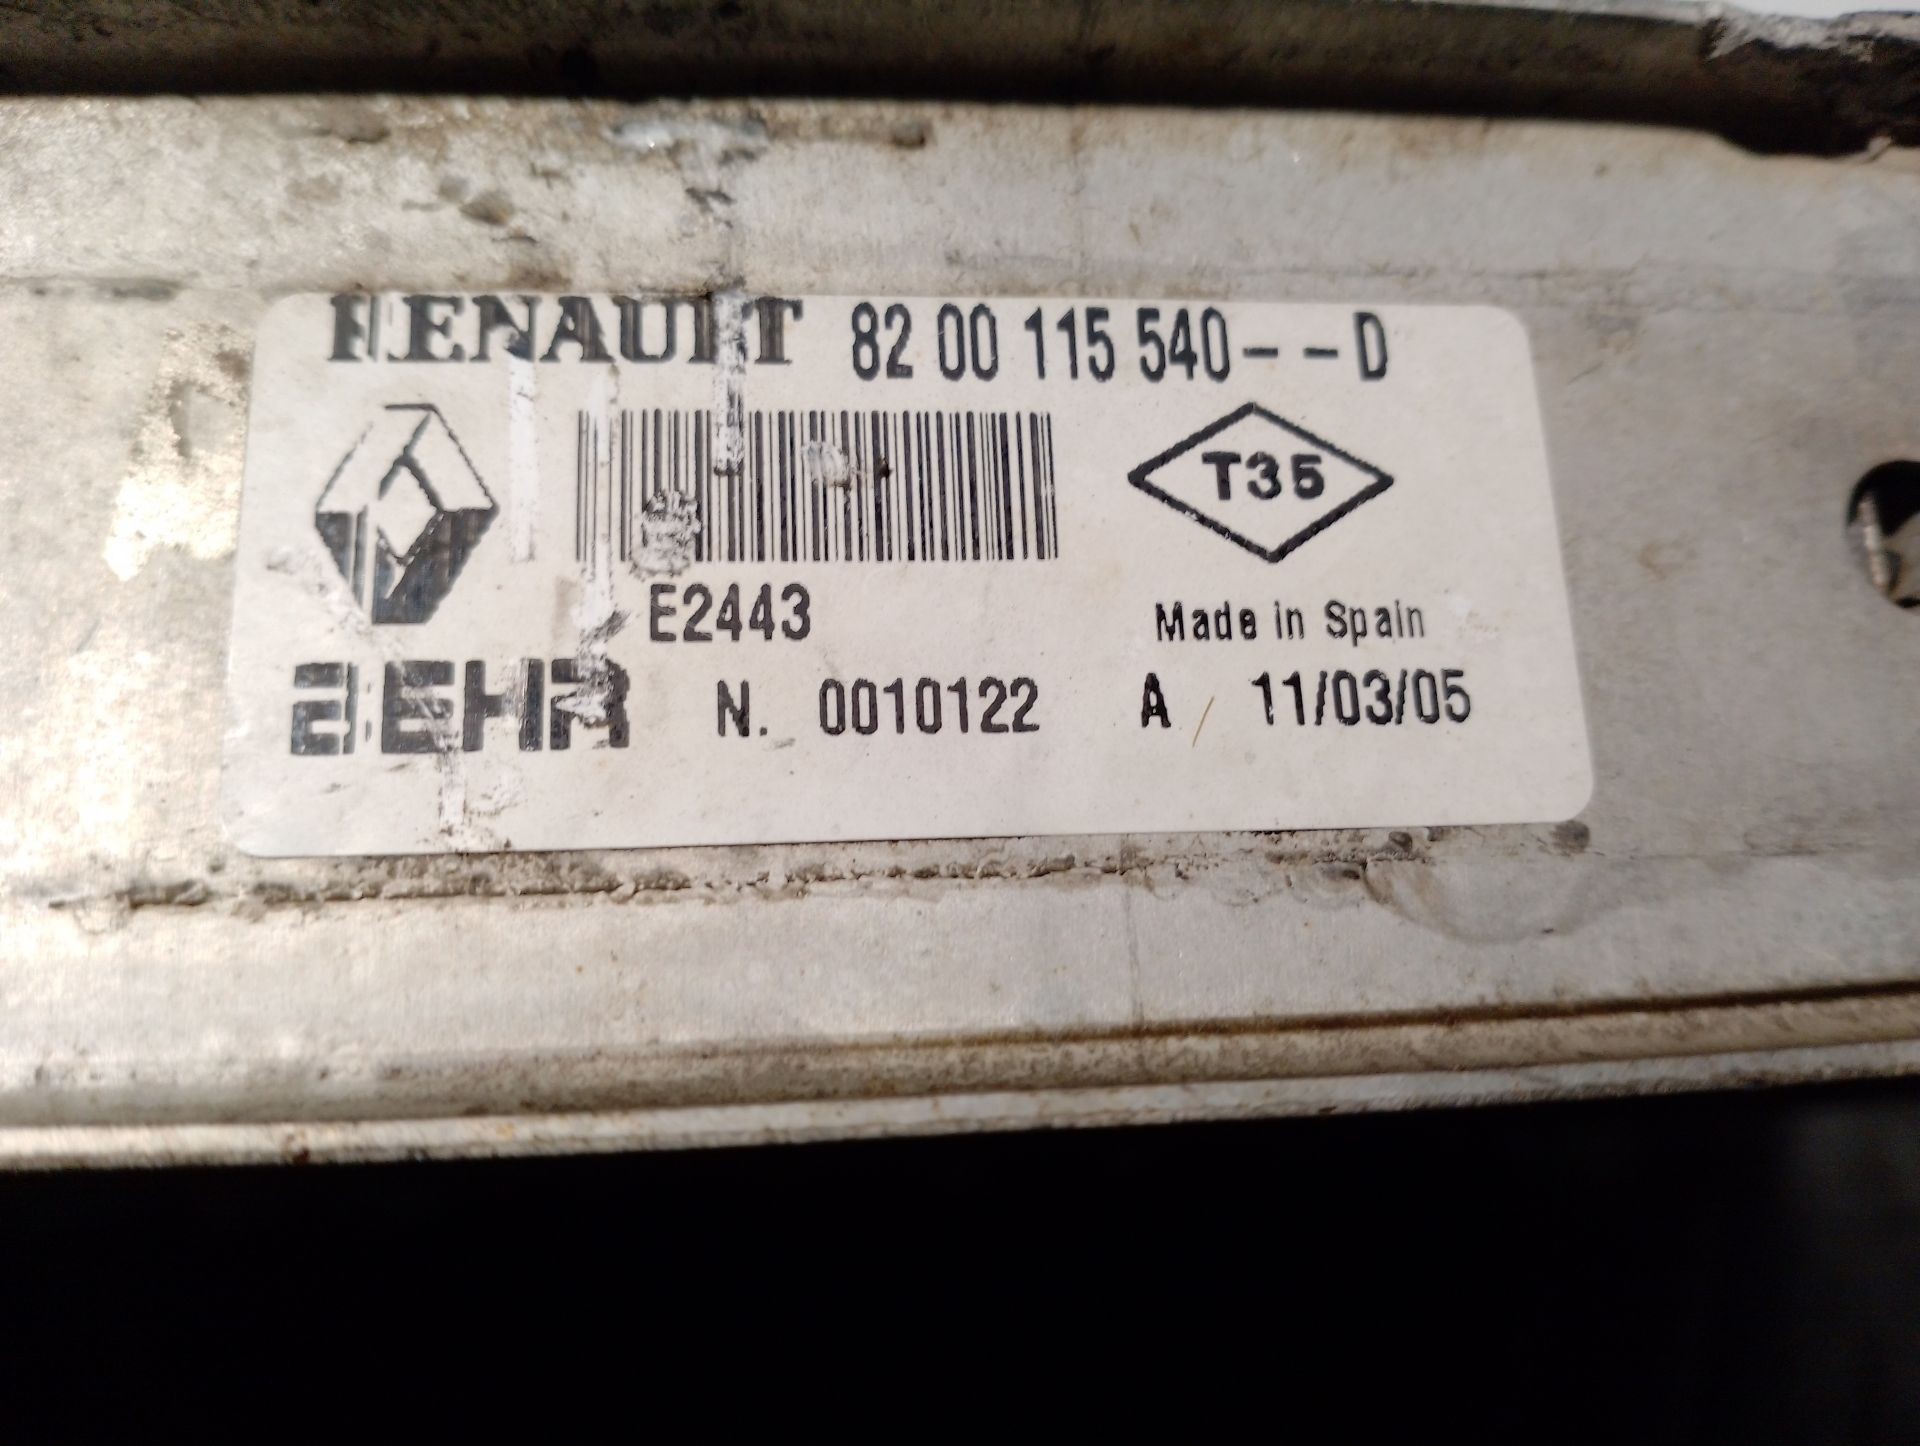 RENAULT 82 00 115 540 - - D
T35
E2443
Made in Spain
BEHR N. 0010122 A 11/03/05